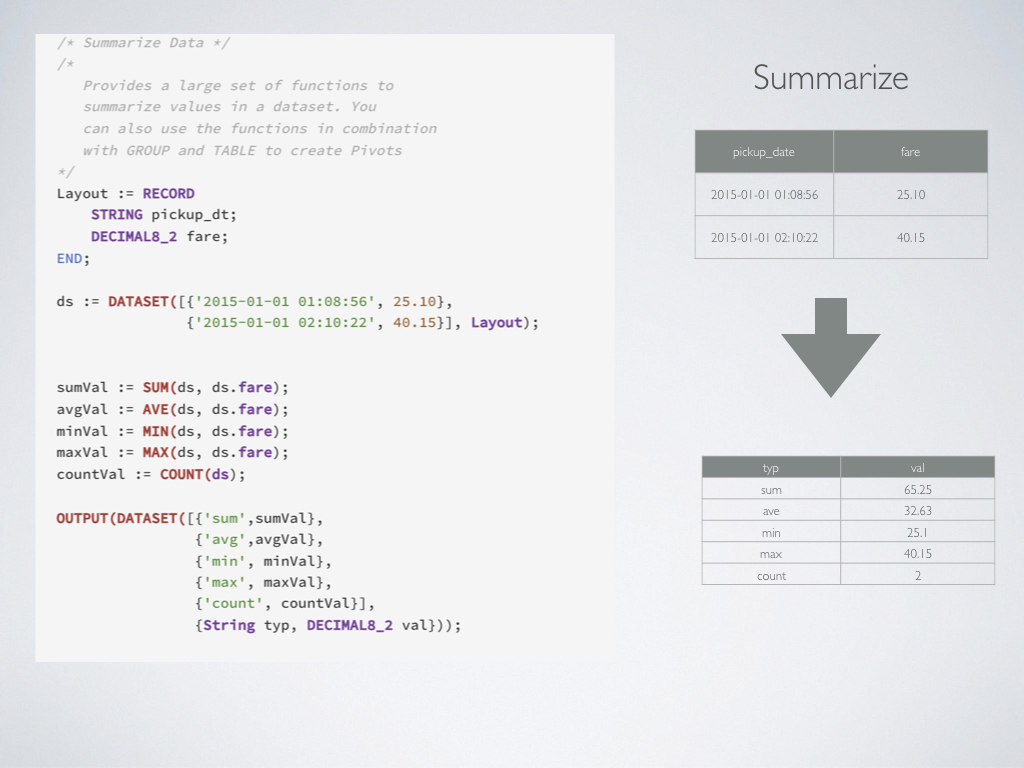 /* Summarize Data */
/*
Provides a large set of functions to
summarize values in a dataset. You
can also use the functions in combination
with GROUP and TABLE to create Pivots
*/
Layout := RECORD
STRING pickup_dt;
DECIMAL8_2 fare;
END;
ds := DATASET([{'2015-01-01 01:08:56', 25.10},
{'2015-01-01 02:10:22', 40.15}], Layout);
sumVal := SUM(ds, ds.fare);
avgVal := AVE(ds, ds.fare);
minVal := MIN(ds, ds.fare);
maxVal := MAX(ds, ds.fare);
countVal := COUNT(ds);
OUTPUT(DATASET([{'sum',sumVal},
{'avg',avgVal},
{'min', minVal},
{'max', maxVal},
{'count', countVal}],
{String typ, DECIMAL8_2 val}));
Summarize
pickup_date fare
2015-01-01 01:08:56 25.10
2015-01-01 02:10:22 40.15
typ val
sum 65.25
ave 32.63
min 25.1
max 40.15
count 2